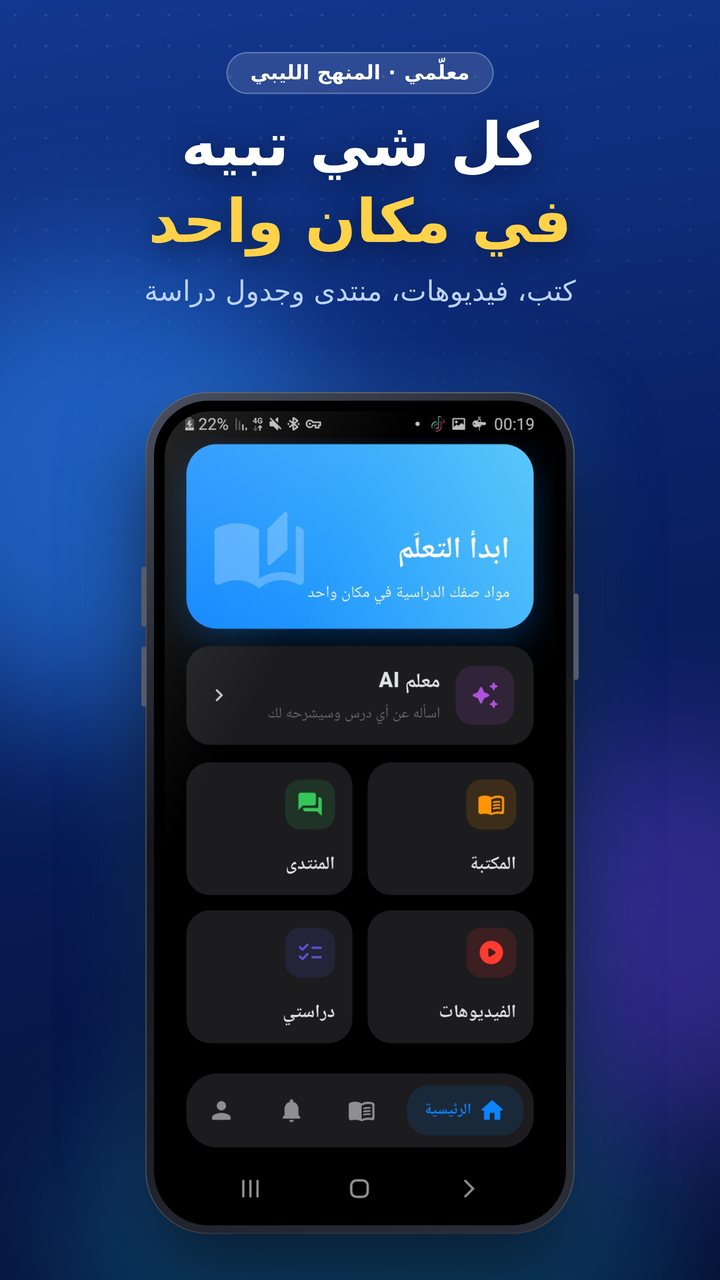 معلّمي · المنهج الليبي
كل شي تبيه
في مكان واحد
كتب، فيديوهات، منتدى وجدول دراسة
22% 4G 00:19
ابدأ التعلّم
مواد صفك الدراسية في مكان واحد
معلم AI
اسأله عن أي درس وسيشرحه لك
المكتبة
المنتدى
الفيديوهات
دراستي
الرئيسية